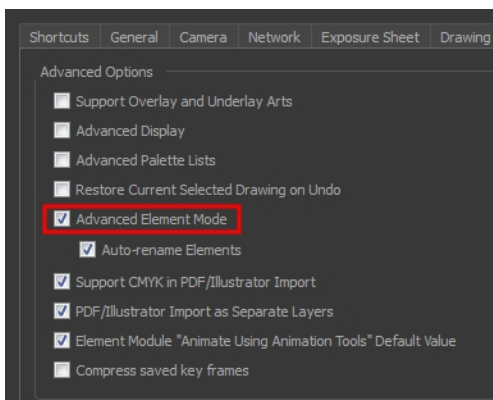 Shortcuts General Camera Network Exposure Sheet Drawing
Advanced Options
Support Overlay and Underlay Arts
Advanced Display
Advanced Palette Lists
Restore Current Selected Drawing on Undo
Advanced Element Mode
Auto-rename Elements
Support CMYK in PDF/Illustrator Import
PDF/Illustrator Import as Separate Layers
Element Module "Animate Using Animation Tools" Default Value
Compress saved key frames